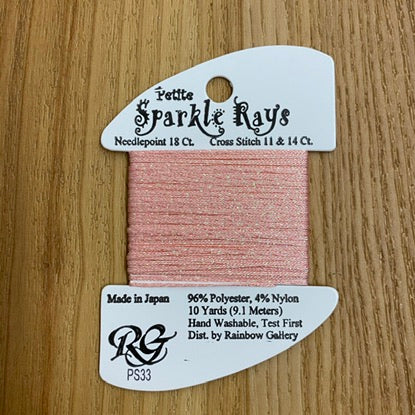 Petite
Sparkle Rays
Needlepoint 18 Ct. Cross Stitch 11 & 14 Ct.
Made in Japan
96% Polyester, 4% Nylon
10 Yards (9.1 Meters)
Hand Washable, Test First
Dist. by Rainbow Gallery
RG
PS33